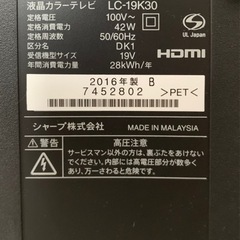 液晶カラーテレビ LC-19K30
定格電圧 100V～
定格消費電力 42W
定格周波数 50/60Hz
区分名 DK1
受信機型サイズ 19V
年間消費電力量 28kWh/年
UL Japan
HDMI
2016年製 B
7452802 >PET<
シャープ株式会社 MADE IN MALAYSIA
高圧注意
サービスマン以外の方は、裏ぶたをあけないで
ください。内部には高電圧部分が数多く
あり、万一さわると危険です。